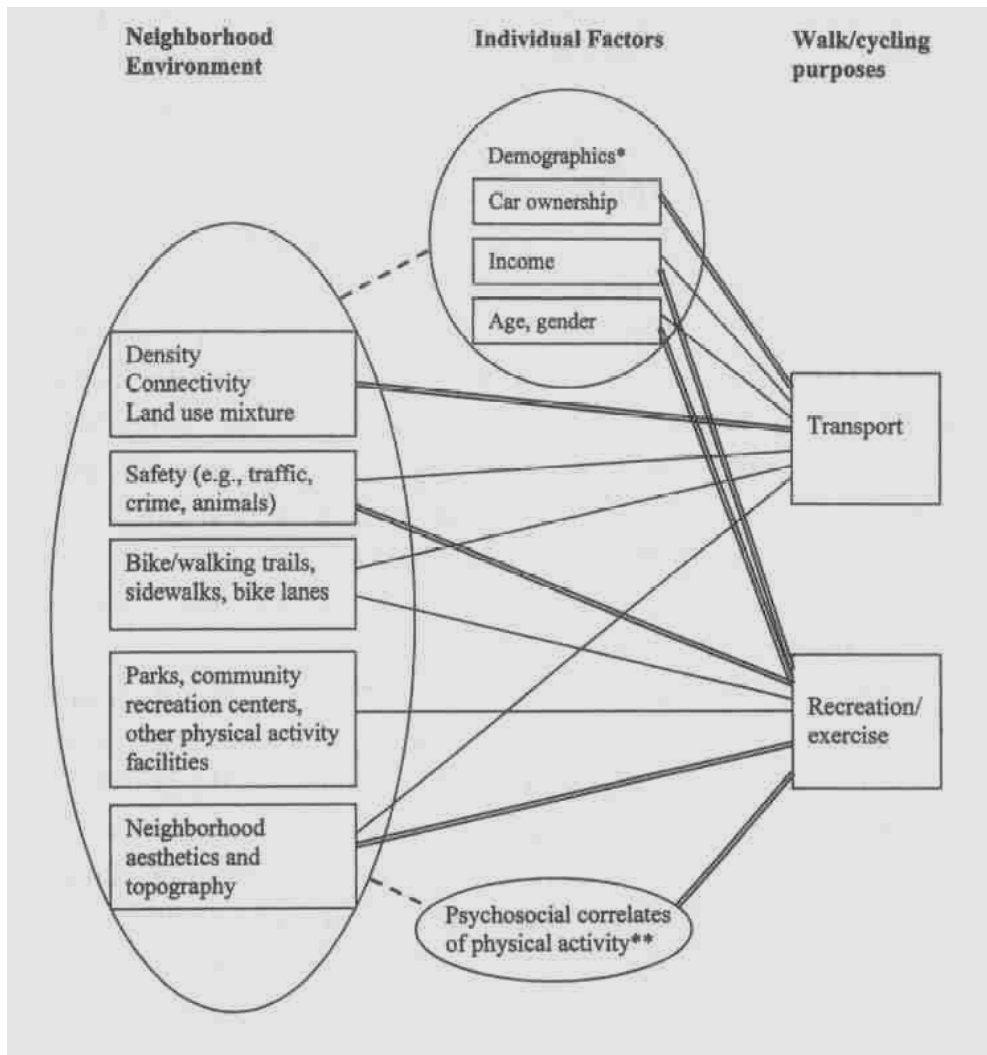 Neighborhood
Environment
Individual Factors
Walk/cycling
purposes
Demographics*
Car ownership
Income
Age, gender
Density
Connectivity
Land use mixture
Safety (e.g., traffic,
crime, animals)
Bike/walking trails,
sidewalks, bike lanes
Parks, community
recreation centers,
other physical activity
facilities
Neighborhood
aesthetics and
topography
Transport
Recreation/
exercise
Psychosocial correlates
of physical activity**